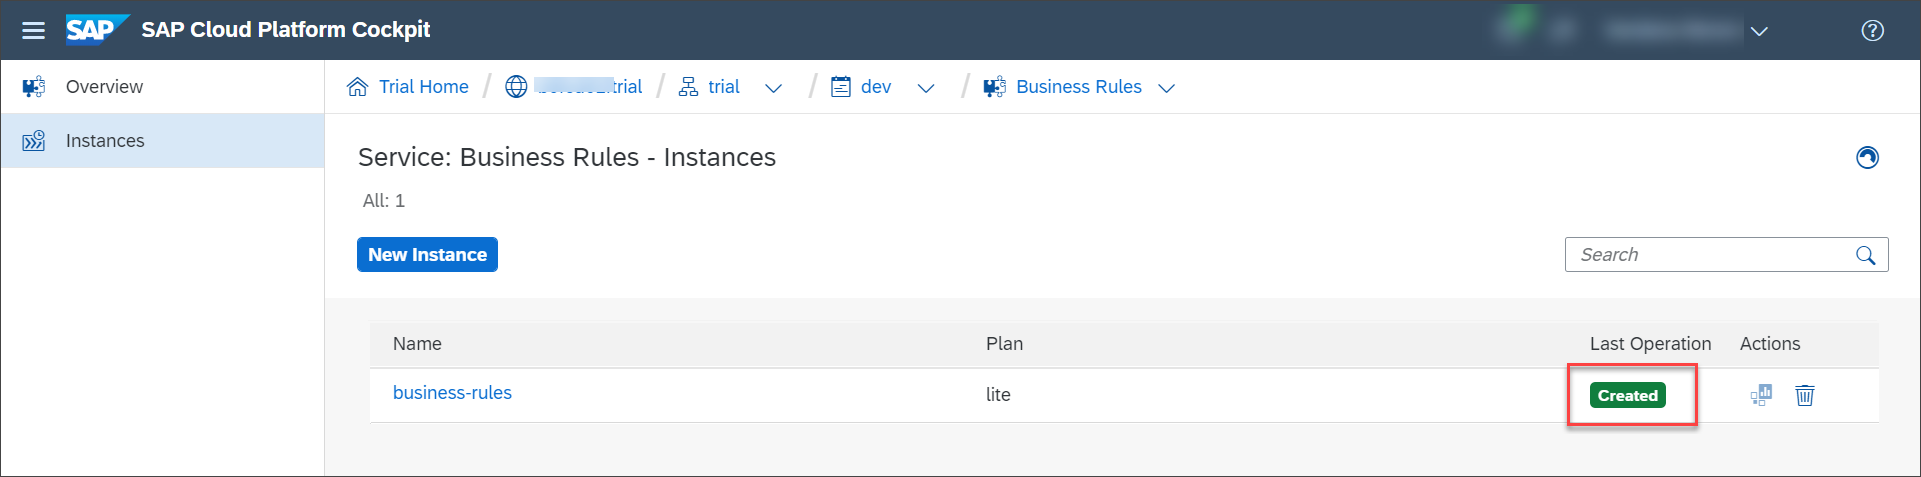 SAP SAP Cloud Platform Cockpit
Overview
Instances
Trial Home / trial / trial / dev / Business Rules
Service: Business Rules - Instances
All: 1
New Instance
Search
Name Plan Last Operation Actions
business-rules lite Created